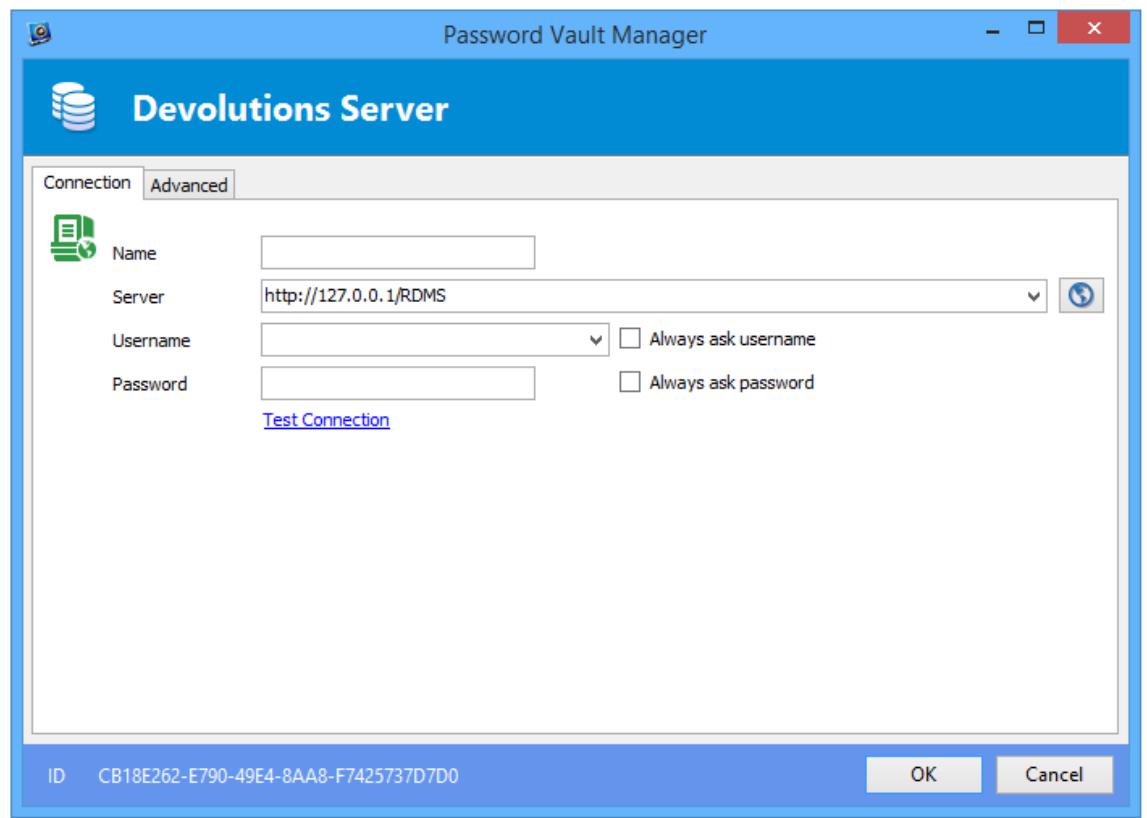 Password Vault Manager
Devolutions Server
Connection Advanced
Name
Server http://127.0.0.1/RDMS
Username Always ask username
Password Always ask password
Test Connection
ID CB18E262-E790-49E4-8AA8-F7425737D7D0 OK Cancel